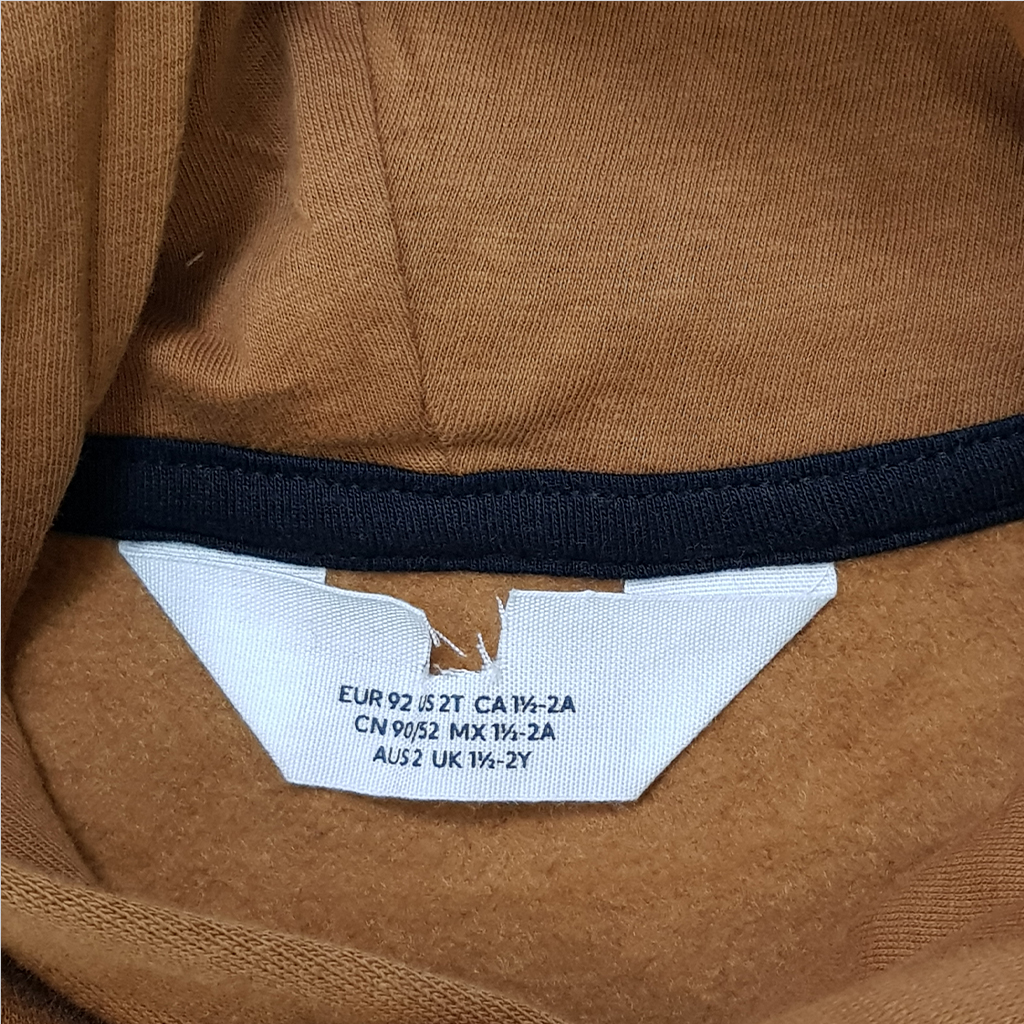 EUR 92 US 2T CA 1½-2A
CN 90/52 MX 1½-2A
AUS 2 UK 1½-2Y